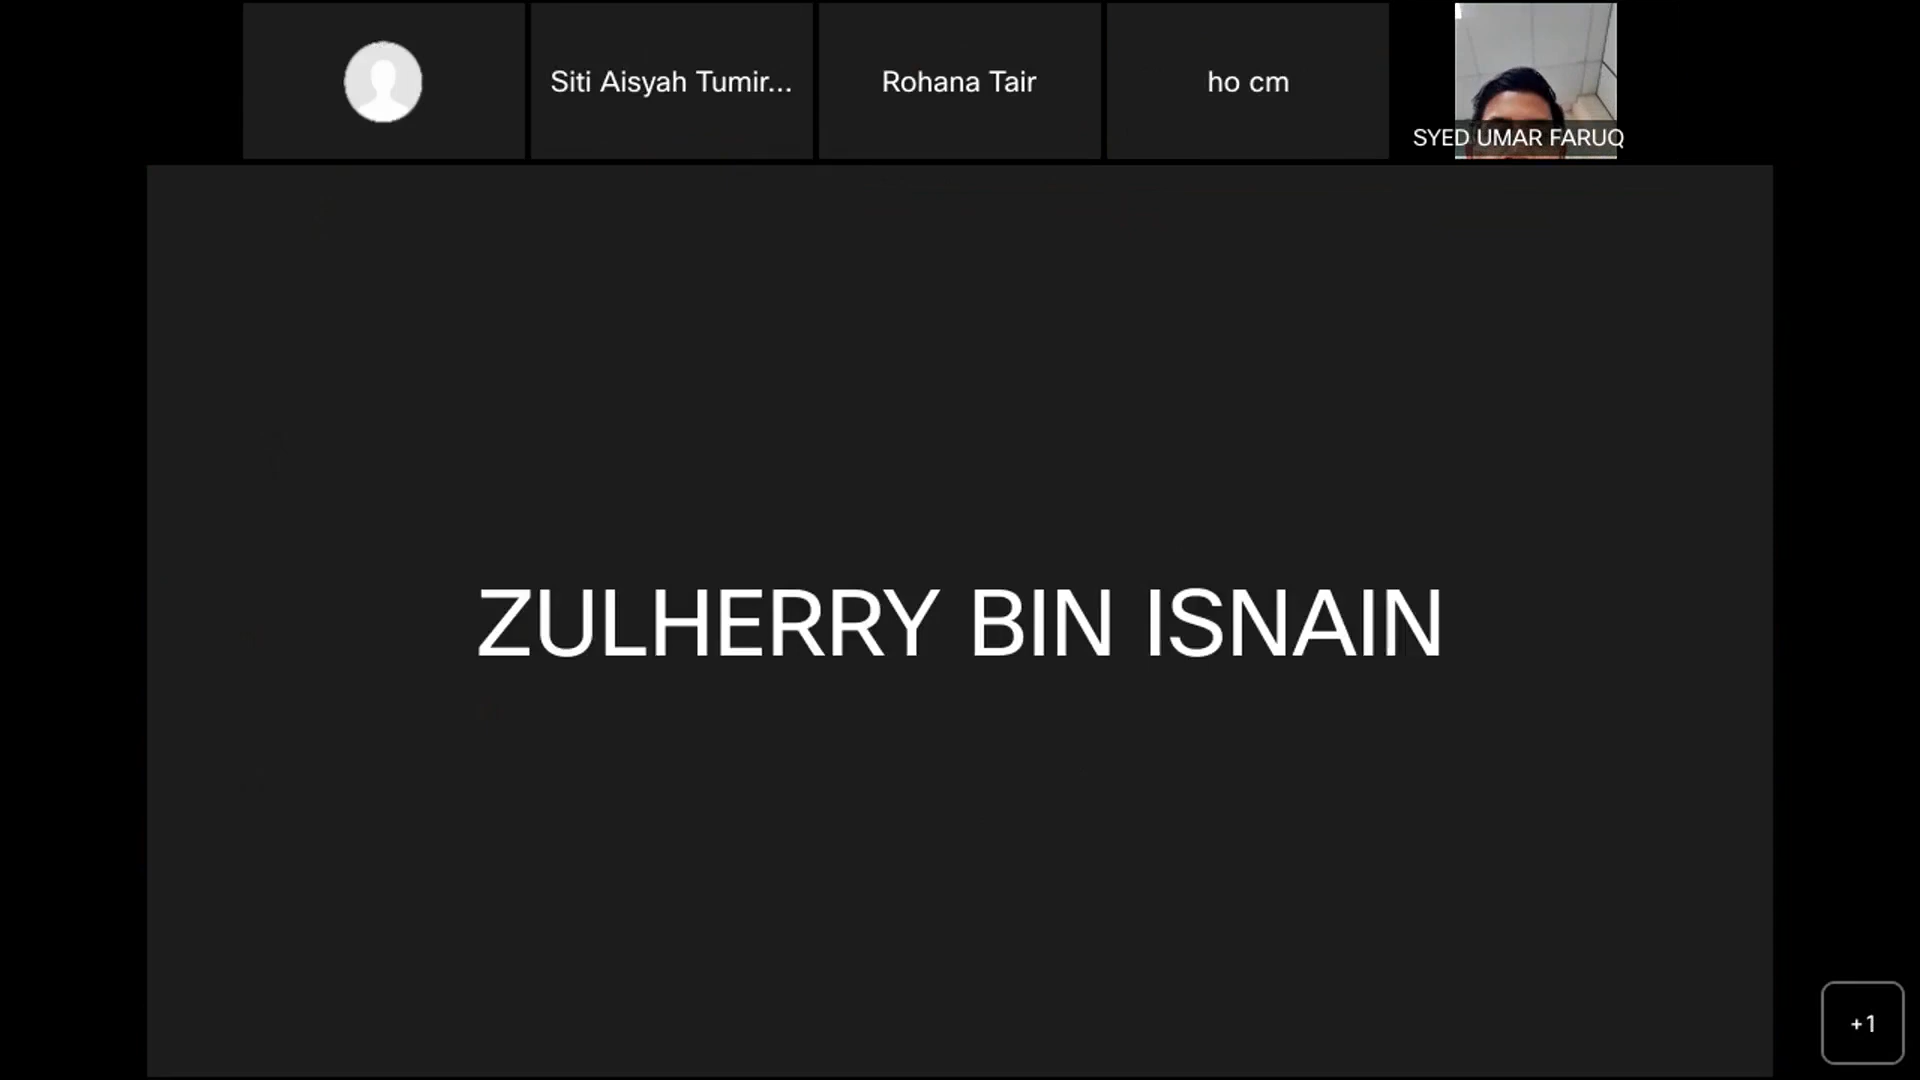 Siti Aisyah Tumir...
Rohana Tair
ho cm
SYED UMAR FARUQ
ZULHERRY BIN ISNAIN
+1